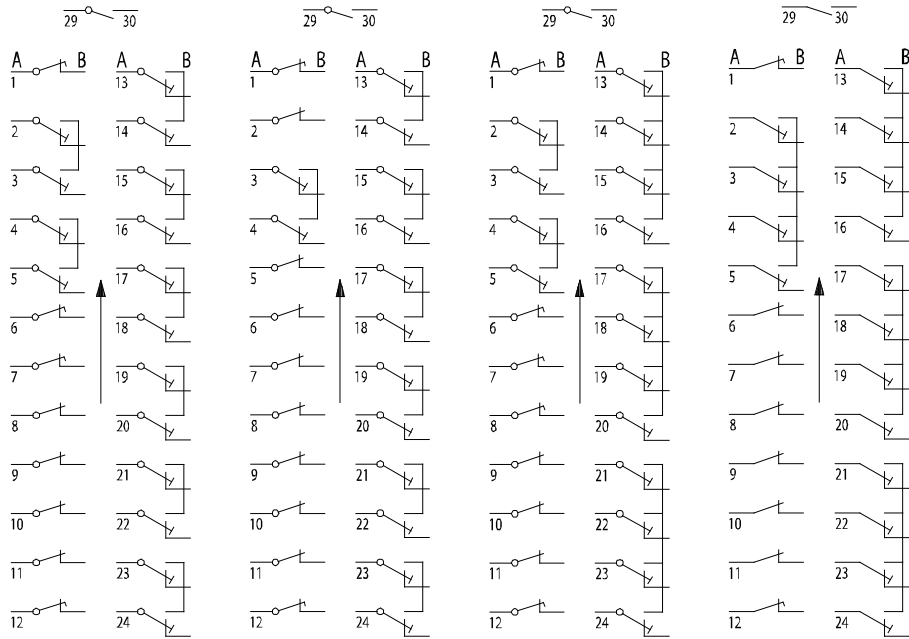 29 30 29 30 29 30 29 30
A B A B A B A B A B A B A B A B
1 13 1 13 1 13 1 13
2 14 2 14 2 14 2 14
3 15 3 15 3 15 3 15
4 16 4 16 4 16 4 16
5 17 5 17 5 17 5 17
6 18 6 18 6 18 6 18
7 19 7 19 7 19 7 19
8 20 8 20 8 20 8 20
9 21 9 21 9 21 9 21
10 22 10 22 10 22 10 22
11 23 11 23 11 23 11 23
12 24 12 24 12 24 12 24